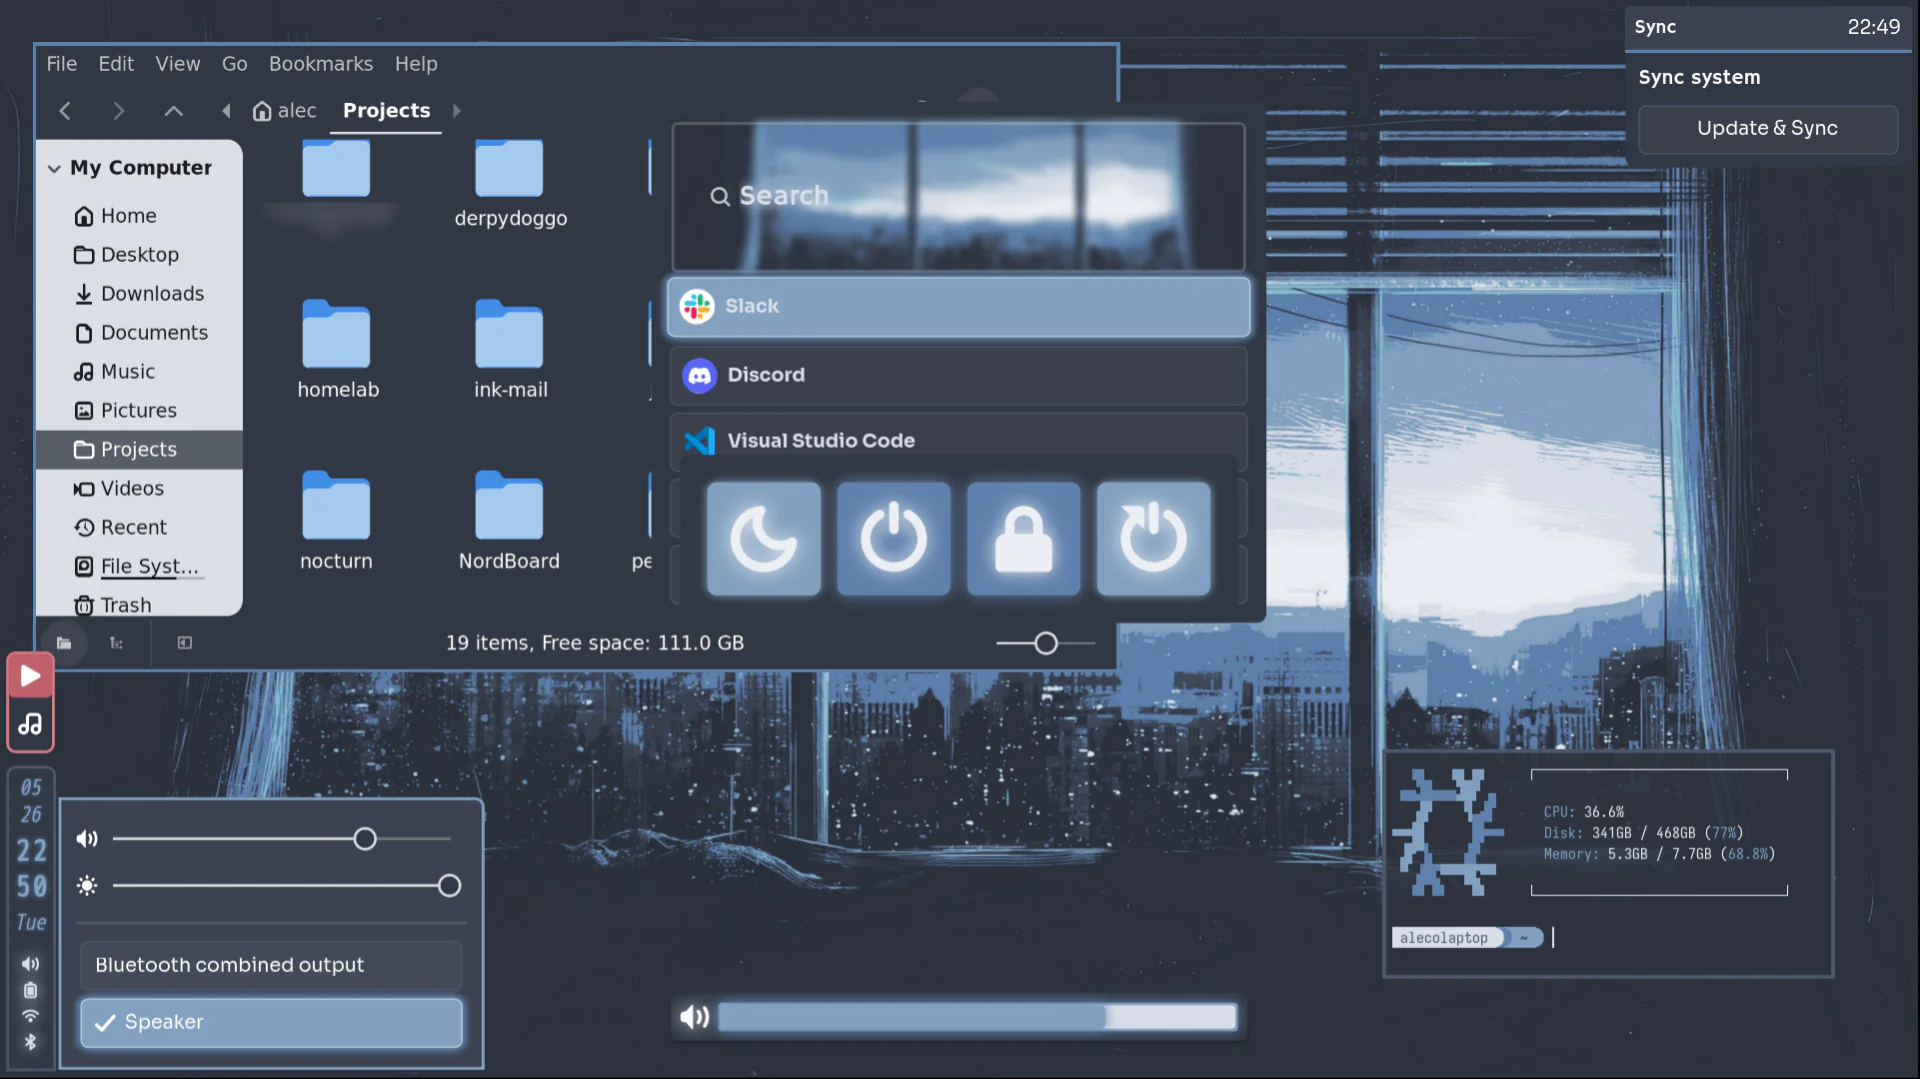 Sync 22:49
Sync system
Update & Sync
File Edit View Go Bookmarks Help
alec Projects
My Computer
Home
Desktop
Downloads
Documents
Music
Pictures
Projects
Videos
Recent
File Syst...
Trash
derpydoggo
homelab
ink-mail
nocturn
NordBoard
pe
19 items, Free space: 111.0 GB
Search
Slack
Discord
Visual Studio Code
05
26
22
50
Tue
Bluetooth combined output
Speaker
CPU: 36.6%
Disk: 341GB / 468GB (77%)
Memory: 5.3GB / 7.7GB (68.8%)
alecolaptop ~